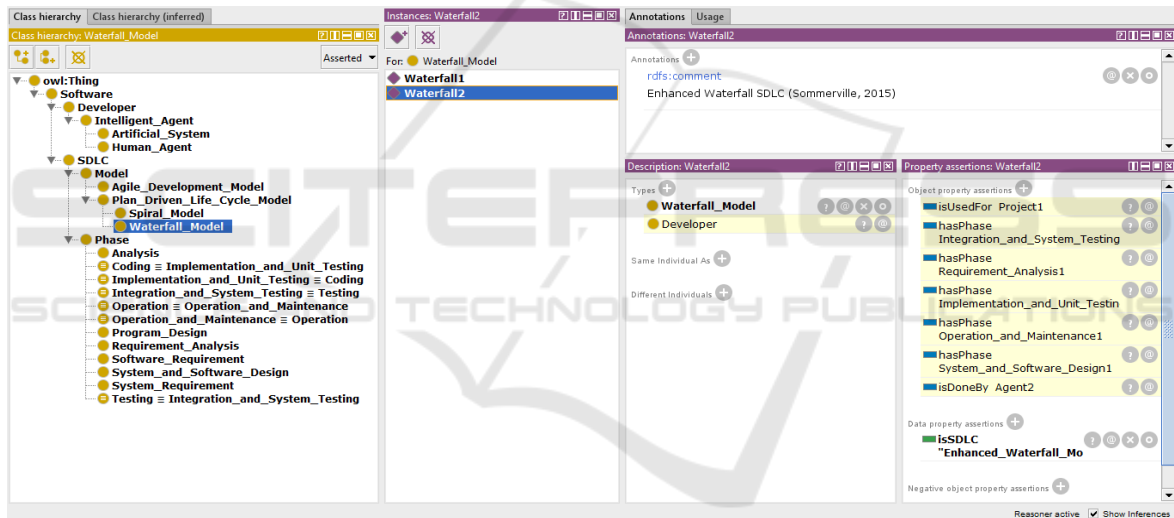 Class hierarchy Class hierarchy (inferred)
Class hierarchy: Waterfall_Model
Asserted
owl:Thing
Software
Developer
Intelligent_Agent
Artificial_System
Human_Agent
SDLC
Model
Agile_Development_Model
Plan_Driven_Life_Cycle_Model
Spiral_Model
Waterfall_Model
Phase
Analysis
Coding ≡ Implementation_and_Unit_Testing
Implementation_and_Unit_Testing ≡ Coding
Integration_and_System_Testing ≡ Testing
Operation ≡ Operation_and_Maintenance
Operation_and_Maintenance ≡ Operation
Program_Design
Requirement_Analysis
Software_Requirement
System_and_Software_Design
System_Requirement
Testing ≡ Integration_and_System_Testing
Instances: Waterfall2
For: Waterfall_Model
Waterfall1
Waterfall2
Annotations Usage
Annotations: Waterfall2
Annotations
rdfs:comment
Enhanced Waterfall SDLC (Sommerville, 2015)
Description: Waterfall2
Types
Waterfall_Model
Developer
Same Individual As
Different Individuals
Property assertions: Waterfall2
Object property assertions
isUsedFor Project1
hasPhase
Integration_and_System_Testing
hasPhase
Requirement_Analysis1
hasPhase
Implementation_and_Unit_Testin
hasPhase
Operation_and_Maintenance1
hasPhase
System_and_Software_Design1
isDoneBy Agent2
Data property assertions
isSDLC
"Enhanced_Waterfall_Mo
Negative object property assertions
Reasoner active Show Inferences
SCITEPRESS
SCIENCE AND TECHNOLOGY PUBLICATIONS